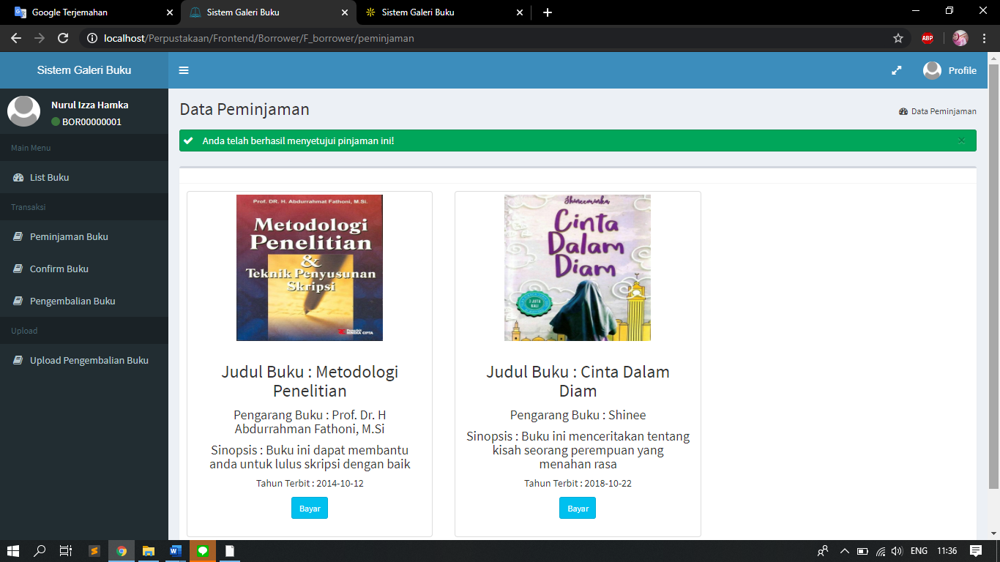 Google Terjemahan
Sistem Galeri Buku
Sistem Galeri Buku
localhost/Perpustakaan/Frontend/Borrower/F_borrower/peminjaman
ABP
Sistem Galeri Buku
Profile
Nurul Izza Hamka
BOR00000001
Main Menu
List Buku
Transaksi
Peminjaman Buku
Confirm Buku
Pengembalian Buku
Upload
Upload Pengembalian Buku
Data Peminjaman
Data Peminjaman
Anda telah berhasil menyetujui pinjaman ini!
Prof. DR. H. Abdurrahmat Fathoni, M.Si.
Metodologi
Penelitian
&
Teknik Penyusunan
Skripsi
RINEKA CIPTA
Judul Buku : Metodologi
Penelitian
Pengarang Buku : Prof. Dr. H
Abdurrahman Fathoni, M.Si
Sinopsis : Buku ini dapat membantu
anda untuk lulus skripsi dengan baik
Tahun Terbit : 2014-10-12
Bayar
Shineeminka
Cinta
Dalam
Diam
Judul Buku : Cinta Dalam
Diam
Pengarang Buku : Shinee
Sinopsis : Buku ini menceritakan tentang
kisah seorang perempuan yang
menahan rasa
Tahun Terbit : 2018-10-22
Bayar
ENG
11:36